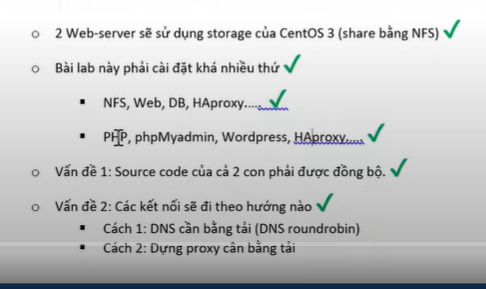 2 Web-server sẽ sử dụng storage của CentOS 3 (share bằng NFS)
Bài lab này phải cài đặt khá nhiều thứ
NFS, Web, DB, HAproxy.....
PHP, phpMyadmin, Wordpress, HAproxy.....
Vấn đề 1: Source code của cả 2 con phải được đồng bộ.
Vấn đề 2: Các kết nối sẽ đi theo hướng nào
Cách 1: DNS cần bằng tải (DNS roundrobin)
Cách 2: Dựng proxy cân bằng tải